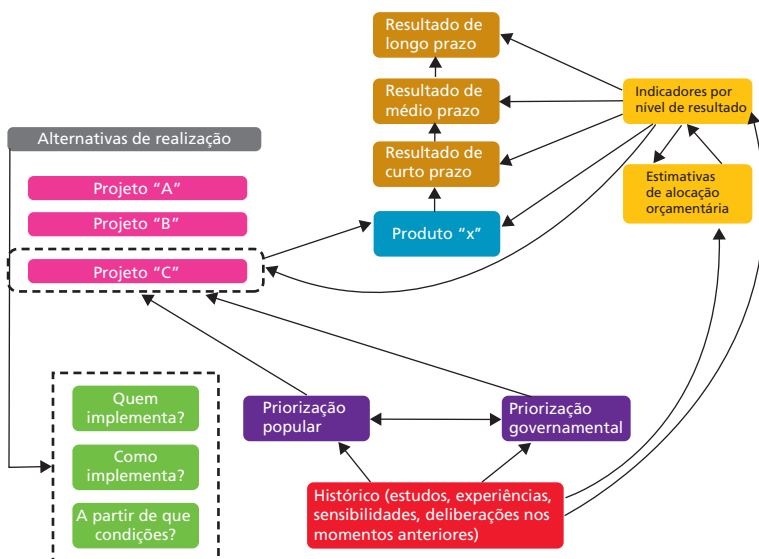 Resultado de
longo prazo
Resultado de
médio prazo
Indicadores por
nível de resultado
Alternativas de realização
Resultado de
curto prazo
Estimativas
de alocação
orçamentária
Projeto “A”
Projeto “B”
Produto “x”
Projeto “C”
Quem
implementa?
Como
implementa?
A partir de que
condições?
Priorização
popular
Priorização
governamental
Histórico (estudos, experiências,
sensibilidades, deliberações nos
momentos anteriores)